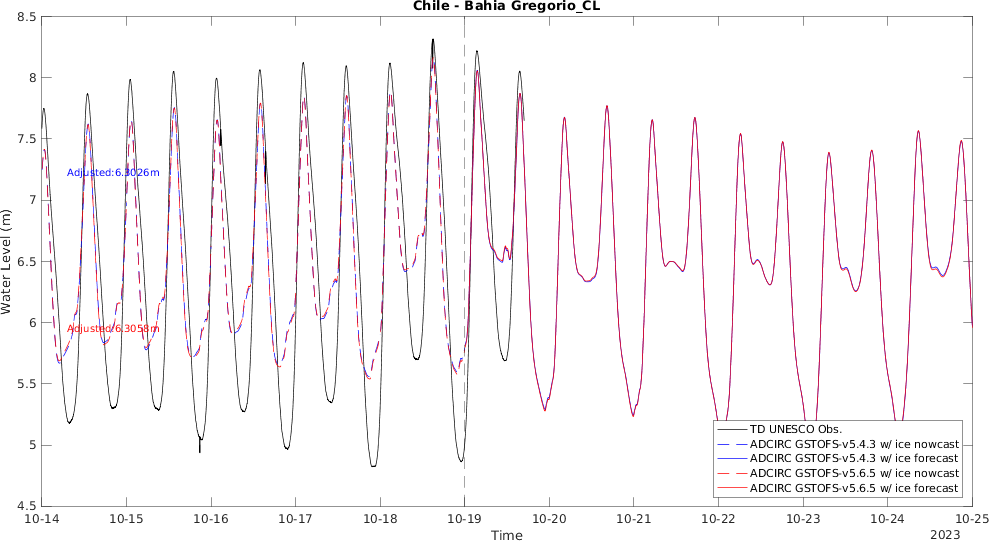 Chile - Bahia Gregorio_CL
8.5
8
7.5
7
6.5
6
5.5
5
4.5
Water Level (m)
Adjusted:6.3026m
Adjusted:6.3058m
TD UNESCO Obs.
ADCIRC GSTOFS-v5.4.3 w/ ice nowcast
ADCIRC GSTOFS-v5.4.3 w/ ice forecast
ADCIRC GSTOFS-v5.6.5 w/ ice nowcast
ADCIRC GSTOFS-v5.6.5 w/ ice forecast
10-14 10-15 10-16 10-17 10-18 10-19 10-20 10-21 10-22 10-23 10-24 10-25
Time
2023